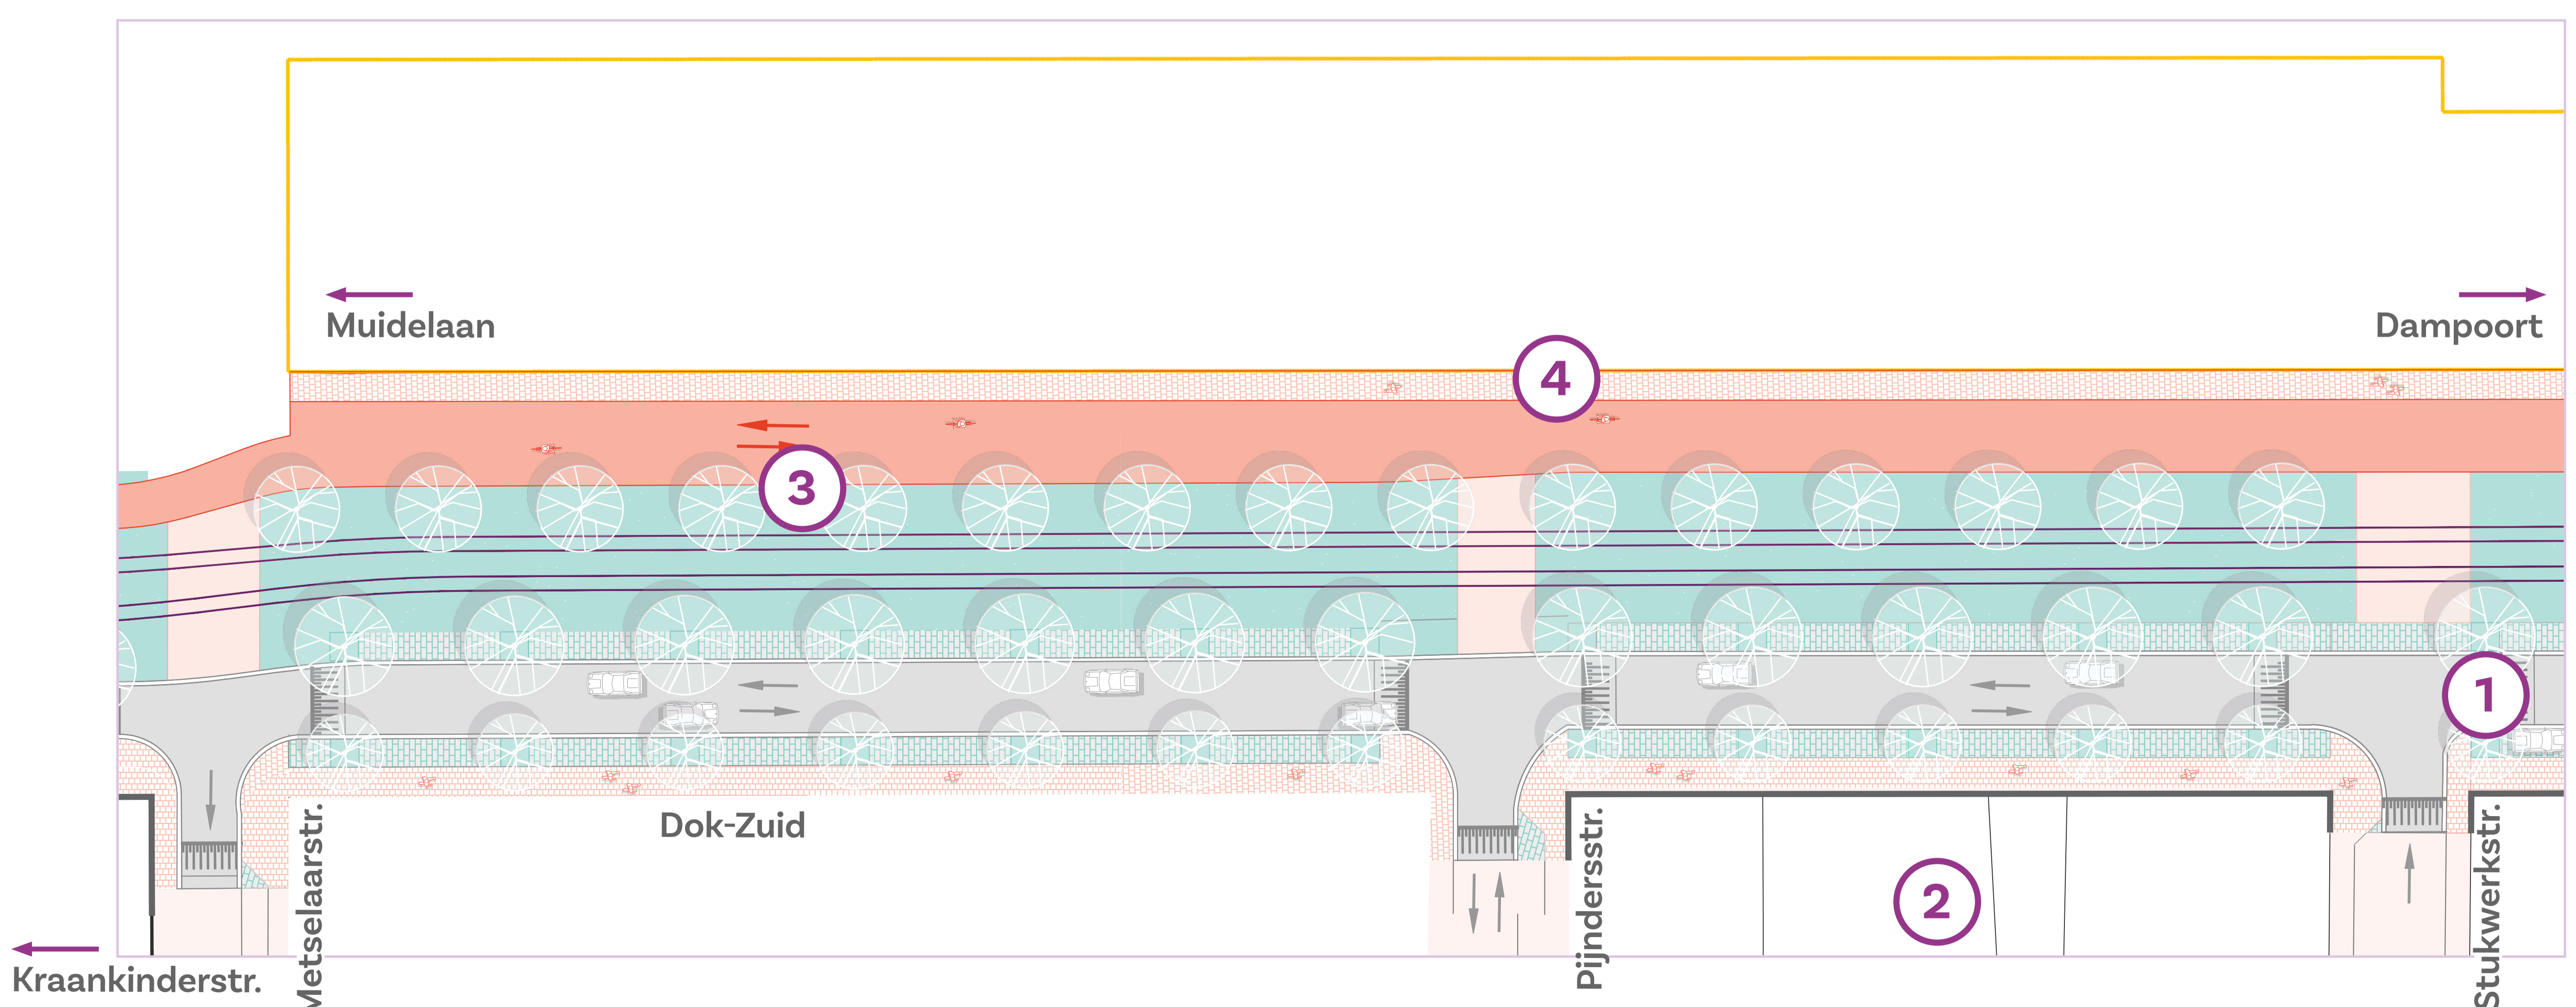 Muidelaan
Dampoort
4
3
1
Dok-Zuid
Metselaarstr.
Pijndersstr.
Stukwerkstr.
2
Kraankinderstr.